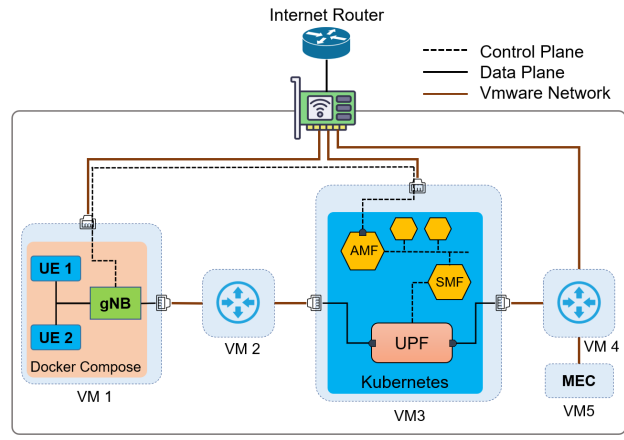 Internet Router
Control Plane
Data Plane
Vmware Network
AMF
SMF
UE 1
gNB
UE 2
Docker Compose
VM 1
VM 2
UPF
Kubernetes
VM3
VM 4
MEC
VM5